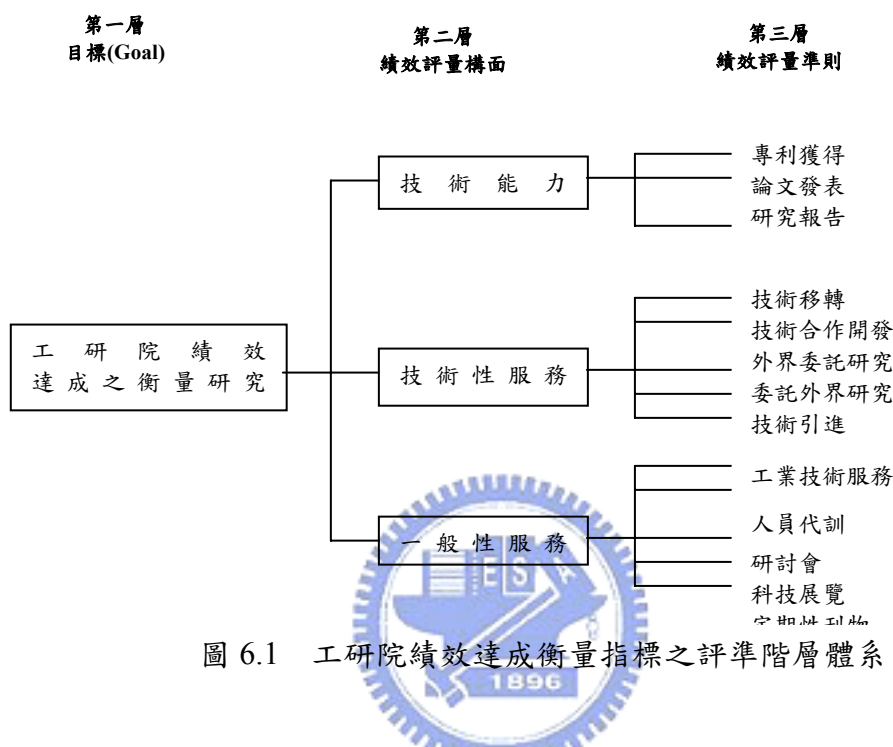 第一層
目標(Goal)
第二層
績效評量構面
第三層
績效評量準則
工研院績效
達成之衡量研究
技術能力
專利獲得
論文發表
研究報告
技術性服務
技術移轉
技術合作開發
外界委託研究
委託外界研究
技術引進
一般性服務
工業技術服務
人員代訓
研討會
科技展覽
定期性刊物
圖 6.1 工研院績效達成衡量指標之評準階層體系
E S A
1896